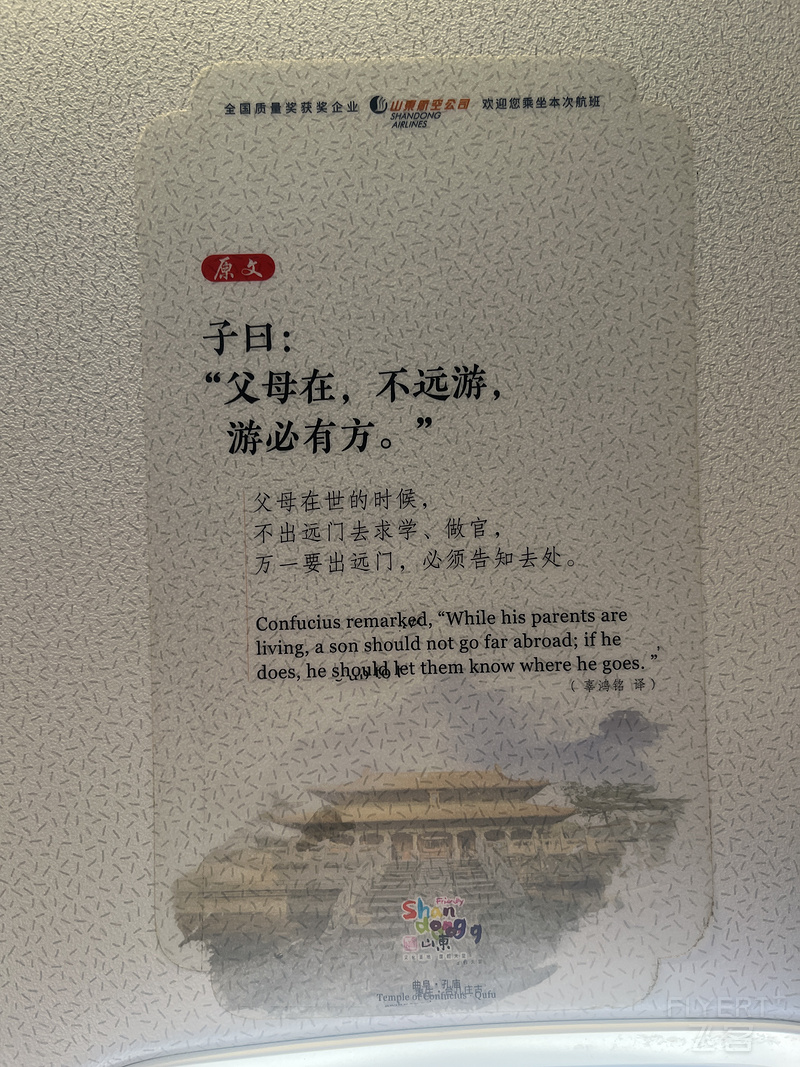 全国质量奖获奖企业 山東航空公司 欢迎您乘坐本次航班
SHANDONG
AIRLINES
原文
子曰：
“父母在，不远游，
游必有方。”
父母在世的时候，
不出远门去求学、做官，
万一要出远门，必须告知去处。
Confucius remarked, “While his parents are
living, a son should not go far abroad; if he
does, he should let them know where he goes.”
（辜鸿铭 译）
Friendly
Shandong
山東
曲阜·孔庙
Temple of Confucius · Qufu
FLYERT
飞客